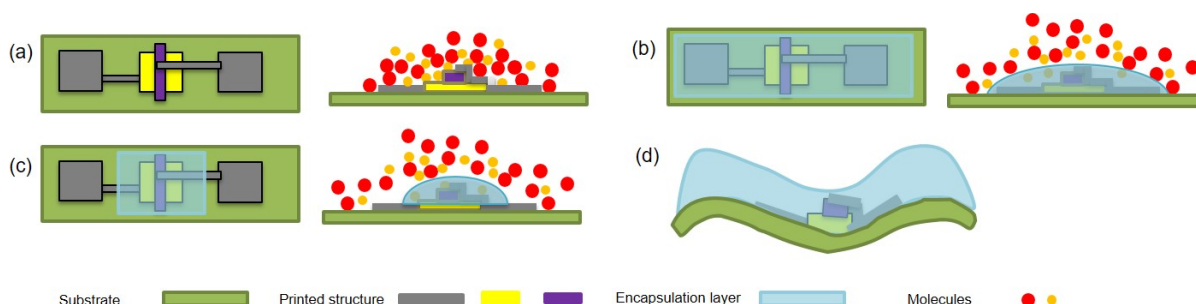 (a)
(b)
(c)
(d)
Substrate Printed structure Encapsulation layer Molecules